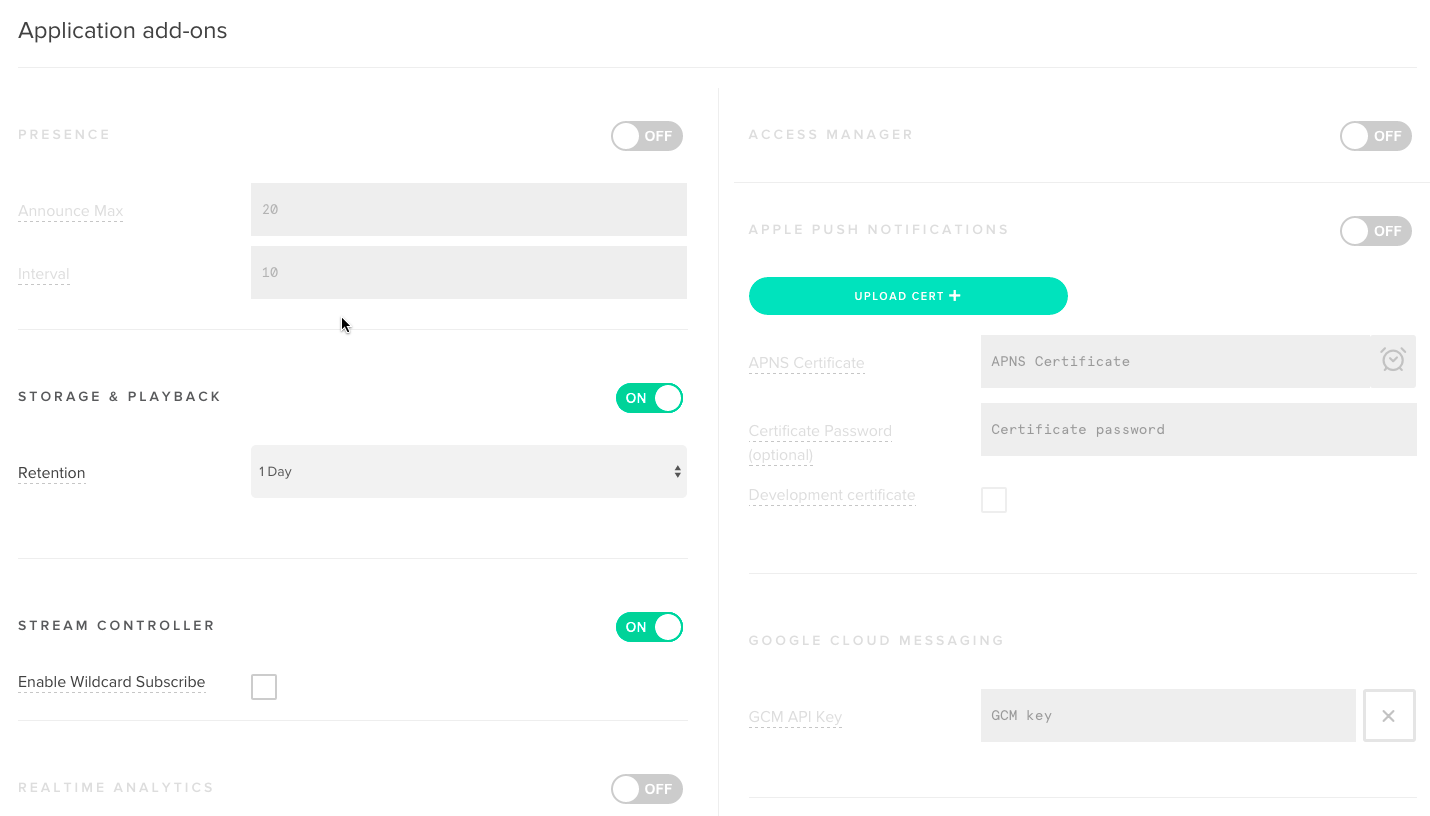 Application add-ons
PRESENCE
OFF
Announce Max
20
Interval
10
STORAGE & PLAYBACK
ON
Retention
1 Day
STREAM CONTROLLER
ON
Enable Wildcard Subscribe
REALTIME ANALYTICS
OFF
ACCESS MANAGER
OFF
APPLE PUSH NOTIFICATIONS
OFF
UPLOAD CERT +
APNS Certificate
APNS Certificate
Certificate Password
(optional)
Certificate password
Development certificate
GOOGLE CLOUD MESSAGING
GCM API Key
GCM key